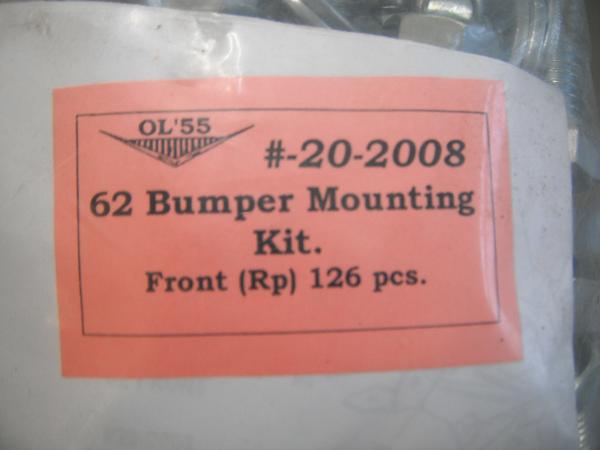 OL'55
#-20-2008
62 Bumper Mounting
Kit.
Front (Rp) 126 pcs.